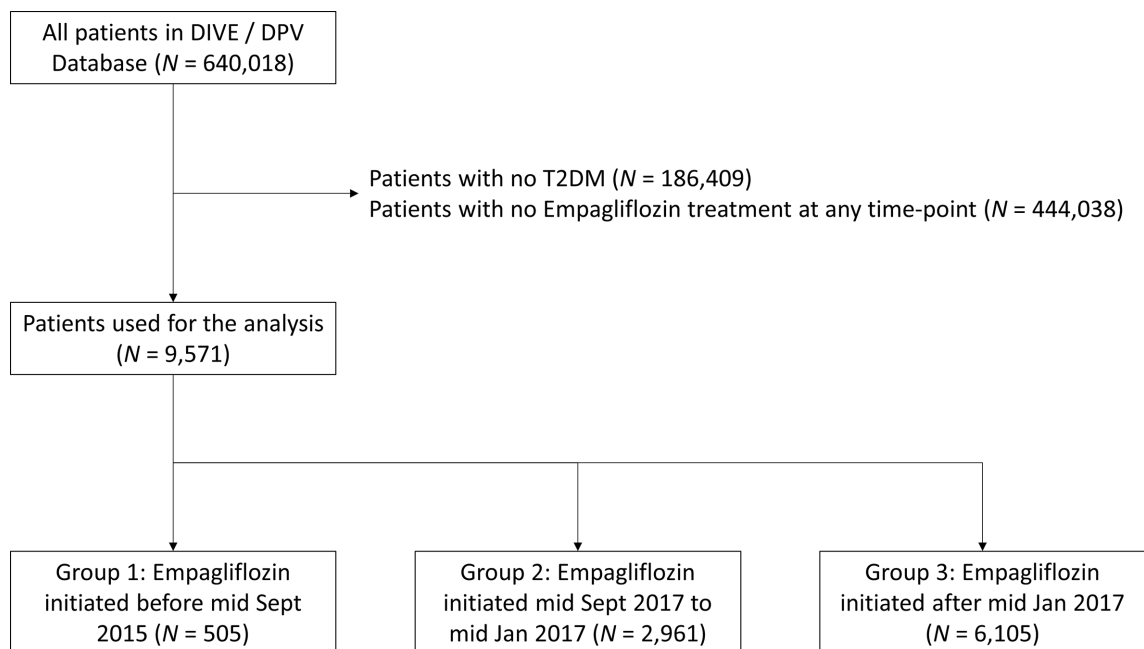 All patients in DIVE / DPV
Database (N = 640,018)
Patients with no T2DM (N = 186,409)
Patients with no Empagliflozin treatment at any time-point (N = 444,038)
Patients used for the analysis
(N = 9,571)
Group 1: Empagliflozin
initiated before mid Sept
2015 (N = 505)
Group 2: Empagliflozin
initiated mid Sept 2017 to
mid Jan 2017 (N = 2,961)
Group 3: Empagliflozin
initiated after mid Jan 2017
(N = 6,105)